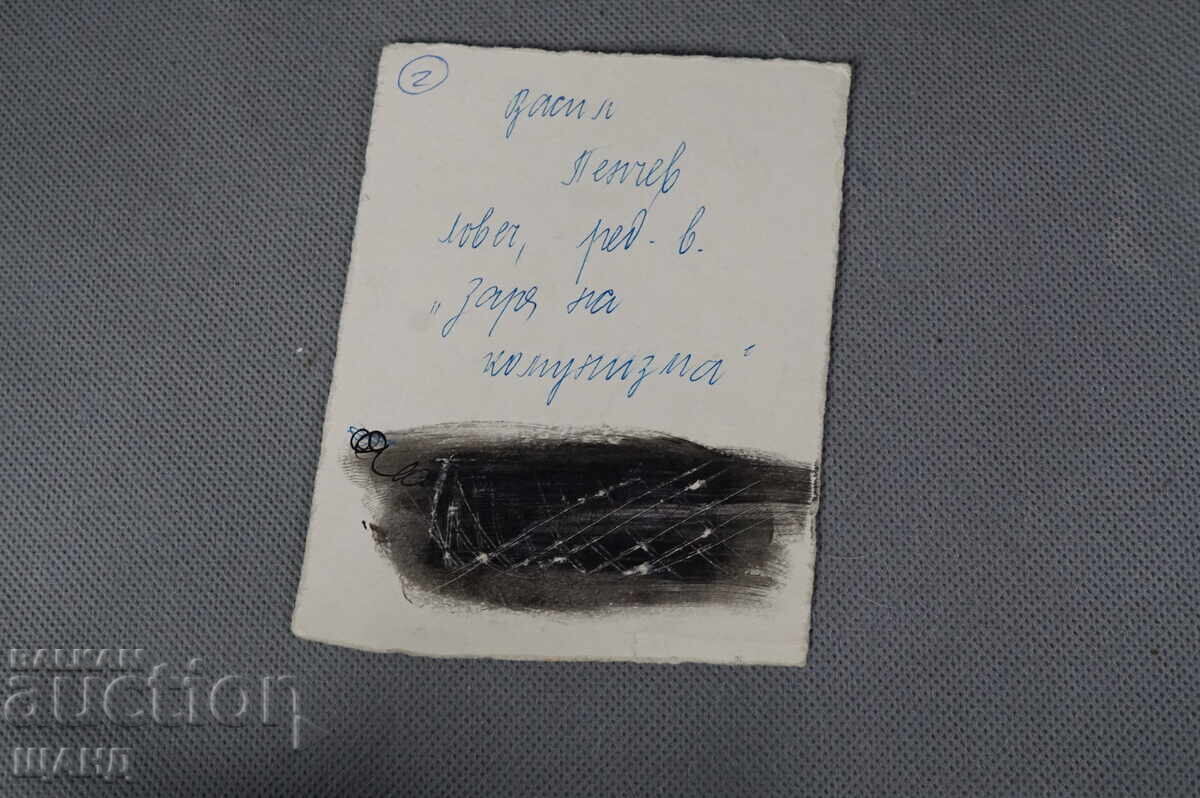 2
Васил
Пенчев
Ловеч, ред. в.
„Заря на
комунизма“
BALKAN
auction
ШАНД